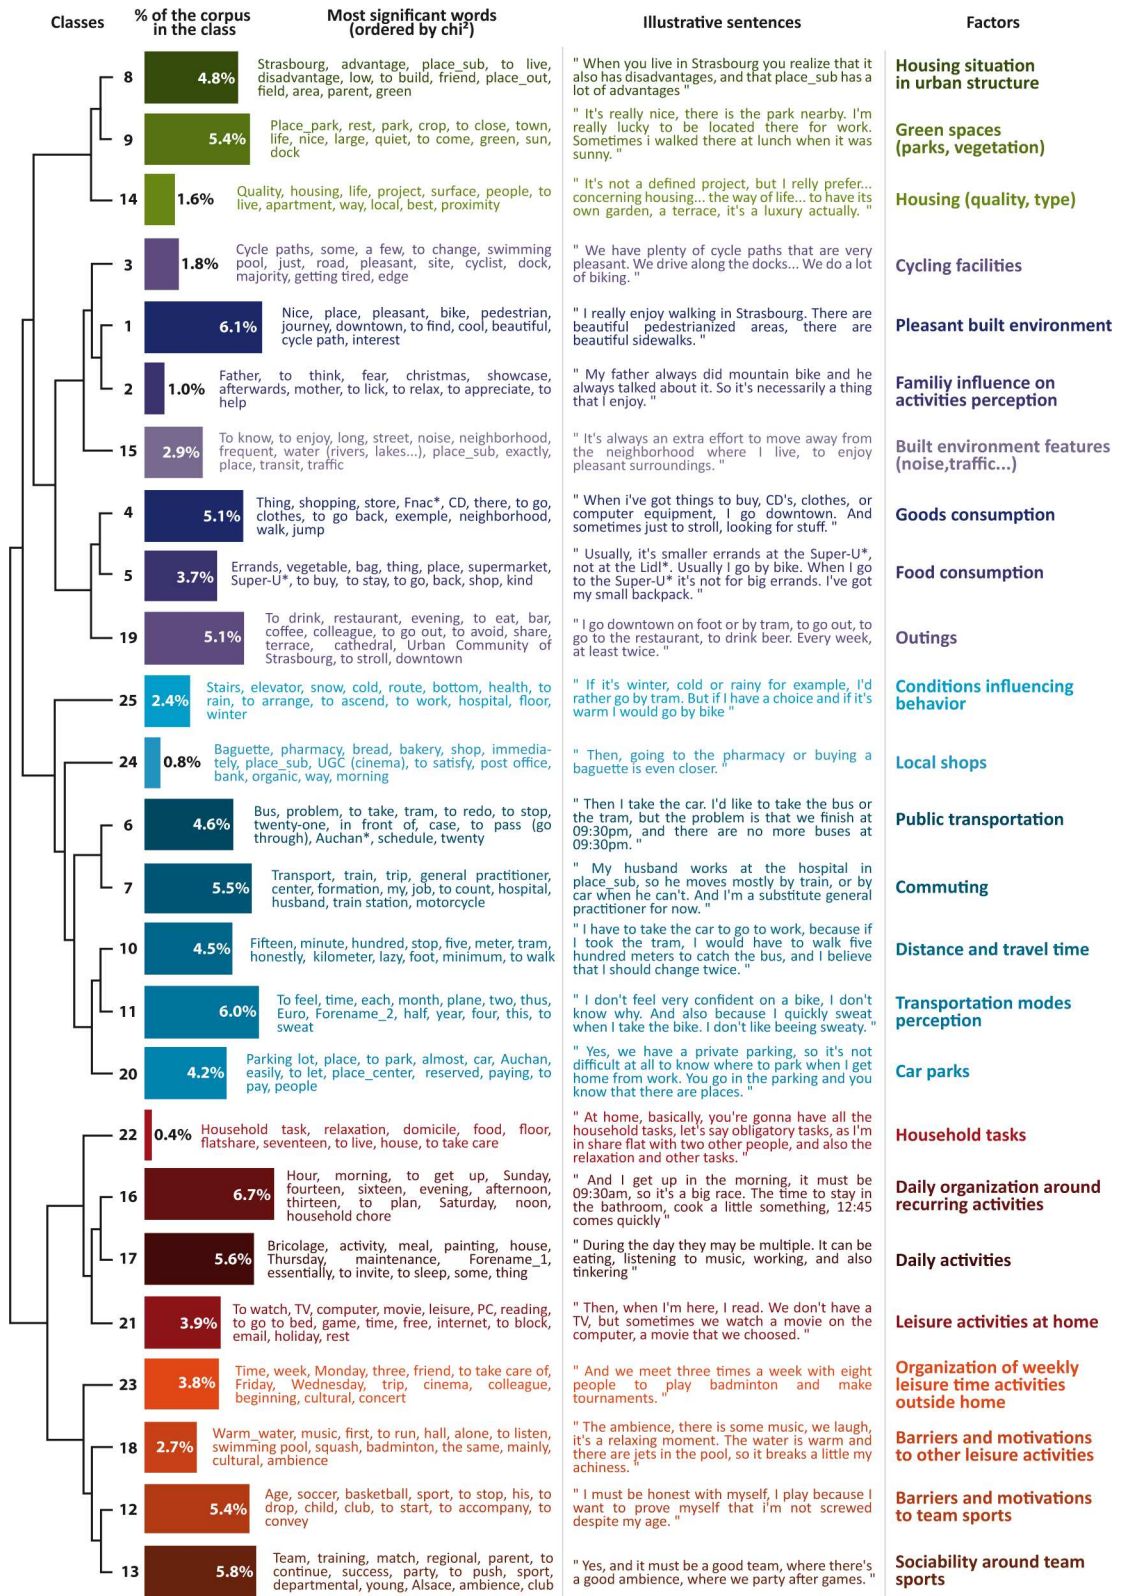 Classes
% of the corpus
in the class
Most significant words
(ordered by chi²)
Illustrative sentences
Factors
8
4.8%
Strasbourg, advantage, place_sub, to live,
disadvantage, low, to build, friend, place_out,
field, area, parent, green
" When you live in Strasbourg you realize that it
also has disadvantages, and that place_sub has a
lot of advantages "
Housing situation
in urban structure
9
5.4%
Place_park, rest, park, crop, to close, town,
life, nice, large, quiet, to come, green, sun,
dock
" It's really nice, there is the park nearby. I'm
really lucky to be located there for work.
Sometimes i walked there at lunch when it was
sunny. "
Green spaces
(parks, vegetation)
14
1.6%
Quality, housing, life, project, surface, people, to
live, apartment, way, local, best, proximity
" It's not a defined project, but I relly prefer...
concerning housing... the way of life... to have its
own garden, a terrace, it's a luxury actually. "
Housing (quality, type)
3
1.8%
Cycle paths, some, a few, to change, swimming
pool, just, road, pleasant, site, cyclist, dock,
majority, getting tired, edge
" We have plenty of cycle paths that are very
pleasant. We drive along the docks... We do a lot
of biking. "
Cycling facilities
1
6.1%
Nice, place, pleasant, bike, pedestrian,
journey, downtown, to find, cool, beautiful,
cycle path, interest
" I really enjoy walking in Strasbourg. There are
beautiful pedestrianized areas, there are
beautiful sidewalks. "
Pleasant built environment
2
1.0%
Father, to think, fear, christmas, showcase,
afterwards, mother, to lick, to relax, to appreciate, to
help
" My father always did mountain bike and he
always talked about it. So it's necessarily a thing
that I enjoy. "
Familiy influence on
activities perception
15
2.9%
To know, to enjoy, long, street, noise, neighborhood,
frequent, water (rivers, lakes...), place_sub, exactly,
place, transit, traffic
" It's always an extra effort to move away from
the neighborhood where I live, to enjoy
pleasant surroundings. "
Built environment features
(noise,traffic...)
4
5.1%
Thing, shopping, store, Fnac*, CD, there, to go,
clothes, to go back, exemple, neighborhood,
walk, jump
" When i've got things to buy, CD's, clothes, or
computer equipment, I go downtown. And
sometimes just to stroll, looking for stuff. "
Goods consumption
5
3.7%
Errands, vegetable, bag, thing, place, supermarket,
Super-U*, to buy, to stay, to go, back, shop, kind
" Usually, it's smaller errands at the Super-U*,
not at the Lidl*. Usually I go by bike. When I go
to the Super-U* it's not for big errands. I've got
my small backpack. "
Food consumption
19
5.1%
To drink, restaurant, evening, to eat, bar,
coffee, colleague, to go out, to avoid, share,
terrace, cathedral, Urban Community of
Strasbourg, to stroll, downtown
" I go downtown on foot or by tram, to go out, to
go to the restaurant, to drink beer. Every week,
at least twice. "
Outings
25
2.4%
Stairs, elevator, snow, cold, route, bottom, health, to
rain, to arrange, to ascend, to work, hospital, floor,
winter
" If it's winter, cold or rainy for example, I'd
rather go by tram. But if I have a choice and if it's
warm I would go by bike "
Conditions influencing
behavior
24
0.8%
Baguette, pharmacy, bread, bakery, shop, immedia-
tely, place_sub, UGC (cinema), to satisfy, post office,
bank, organic, way, morning
" Then, going to the pharmacy or buying a
baguette is even closer. "
Local shops
6
4.6%
Bus, problem, to take, tram, to redo, to stop,
twenty-one, in front of, case, to pass (go
through), Auchan*, schedule, twenty
" Then I take the car. I'd like to take the bus or
the tram, but the problem is that we finish at
09:30pm, and there are no more buses at
09:30pm. "
Public transportation
7
5.5%
Transport, train, trip, general practitioner,
center, formation, my, job, to count, hospital,
husband, train station, motorcycle
" My husband works at the hospital in
place_sub, so he moves mostly by train, or by
car when he can't. And I'm a substitute general
practitioner for now. "
Commuting
10
4.5%
Fifteen, minute, hundred, stop, five, meter, tram,
honestly, kilometer, lazy, foot, minimum, to walk
" I have to take the car to go to work, because if
I took the tram, I would have to walk five
hundred meters to catch the bus, and I believe
that I should change twice. "
Distance and travel time
11
6.0%
To feel, time, each, month, plane, two, thus,
Euro, Forename_2, half, year, four, this, to
sweat
" I don't feel very confident on a bike, I don't
know why. And also because I quickly sweat
when I take the bike. I don't like beeing sweaty. "
Transportation modes
perception
20
4.2%
Parking lot, place, to park, almost, car, Auchan,
easily, to let, place_center, reserved, paying, to
pay, people
" Yes, we have a private parking, so it's not
difficult at all to know where to park when I get
home from work. You go in the parking and you
know that there are places. "
Car parks
22
0.4%
Household task, relaxation, domicile, food, floor,
flatshare, seventeen, to live, house, to take care
" At home, basically, you're gonna have all the
household tasks, let's say obligatory tasks, as I'm
in share flat with two other people, and also the
relaxation and other tasks. "
Household tasks
16
6.7%
Hour, morning, to get up, Sunday,
fourteen, sixteen, evening, afternoon,
thirteen, to plan, Saturday, noon,
household chore
" And I get up in the morning, it must be
09:30am, so it's a big race. The time to stay in
the bathroom, cook a little something, 12:45
comes quickly "
Daily organization around
recurring activities
17
5.6%
Bricolage, activity, meal, painting, house,
Thursday, maintenance, Forename_1,
essentially, to invite, to sleep, some, thing
" During the day they may be multiple. It can be
eating, listening to music, working, and also
tinkering "
Daily activities
21
3.9%
To watch, TV, computer, movie, leisure, PC, reading,
to go to bed, game, time, free, internet, to block,
email, holiday, rest
" Then, when I'm here, I read. We don't have a
TV, but sometimes we watch a movie on the
computer, a movie that we choosed. "
Leisure activities at home
23
3.8%
Time, week, Monday, three, friend, to take care of,
Friday, Wednesday, trip, cinema, colleague,
beginning, cultural, concert
" And we meet three times a week with eight
people to play badminton and make
tournaments. "
Organization of weekly
leisure time activities
outside home
18
2.7%
Warm_water, music, first, to run, hall, alone, to listen,
swimming pool, squash, badminton, the same, mainly,
cultural, ambience
" The ambience, there is some music, we laugh,
it's a relaxing moment. The water is warm and
there are jets in the pool, so it breaks a little my
achiness. "
Barriers and motivations
to other leisure activities
12
5.4%
Age, soccer, basketball, sport, to stop, his, to
drop, child, club, to start, to accompany, to
convey
" I must be honest with myself, I play because I
want to prove myself that i'm not screwed
despite my age. "
Barriers and motivations
to team sports
13
5.8%
Team, training, match, regional, parent, to
continue, success, party, to push, sport,
departmental, young, Alsace, ambience, club
" Yes, and it must be a good team, where there's
a good ambience, where we party after games. "
Sociability around team
sports